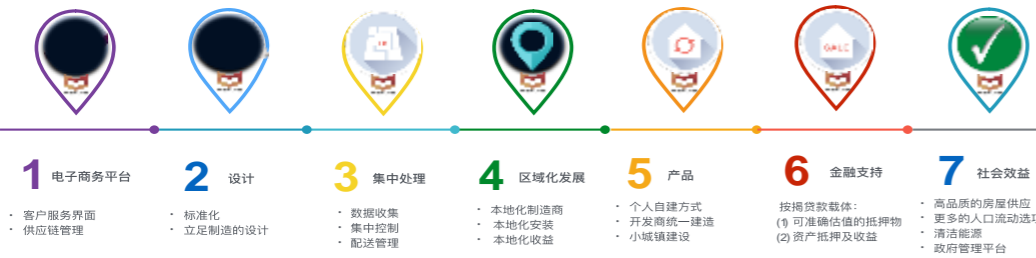 1 电子商务平台
· 客户服务界面
· 供应链管理
2 设计
· 标准化
· 立足制造的设计
3 集中处理
· 数据收集
· 集中控制
· 配送管理
4 区域化发展
· 本地化制造商
· 本地化安装
· 本地化收益
5 产品
· 个人自建方式
· 开发商统一建造
· 小城镇建设
6 金融支持
按揭贷款载体：
(1) 可准确估值的抵押物
(2) 资产抵押及收益
7 社会效益
· 高品质的房屋供应
· 更多的人口流动选
· 清洁能源
· 政府管理平台